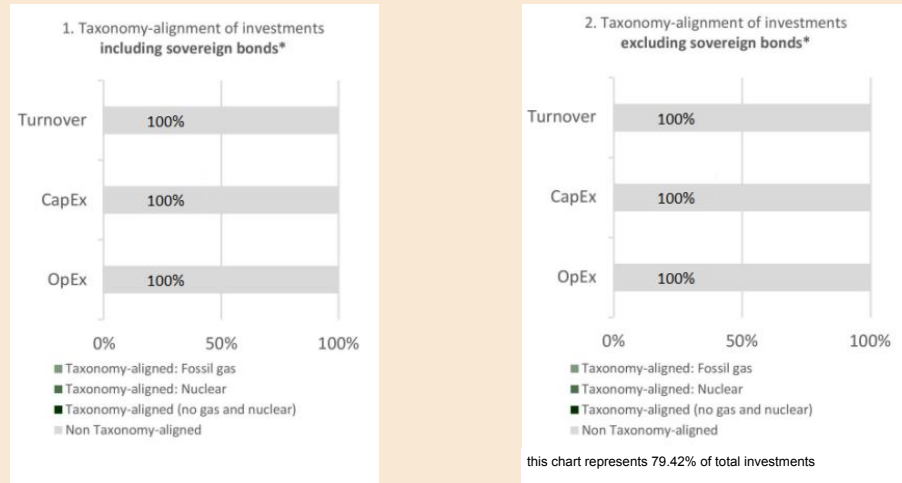 1. Taxonomy-alignment of investments
including sovereign bonds*
Turnover
100%
CapEx
100%
OpEx
100%
0% 50% 100%
Taxonomy-aligned: Fossil gas
Taxonomy-aligned: Nuclear
Taxonomy-aligned (no gas and nuclear)
Non Taxonomy-aligned
2. Taxonomy-alignment of investments
excluding sovereign bonds*
Turnover
100%
CapEx
100%
OpEx
100%
0% 50% 100%
Taxonomy-aligned: Fossil gas
Taxonomy-aligned: Nuclear
Taxonomy-aligned (no gas and nuclear)
Non Taxonomy-aligned
this chart represents 79.42% of total investments